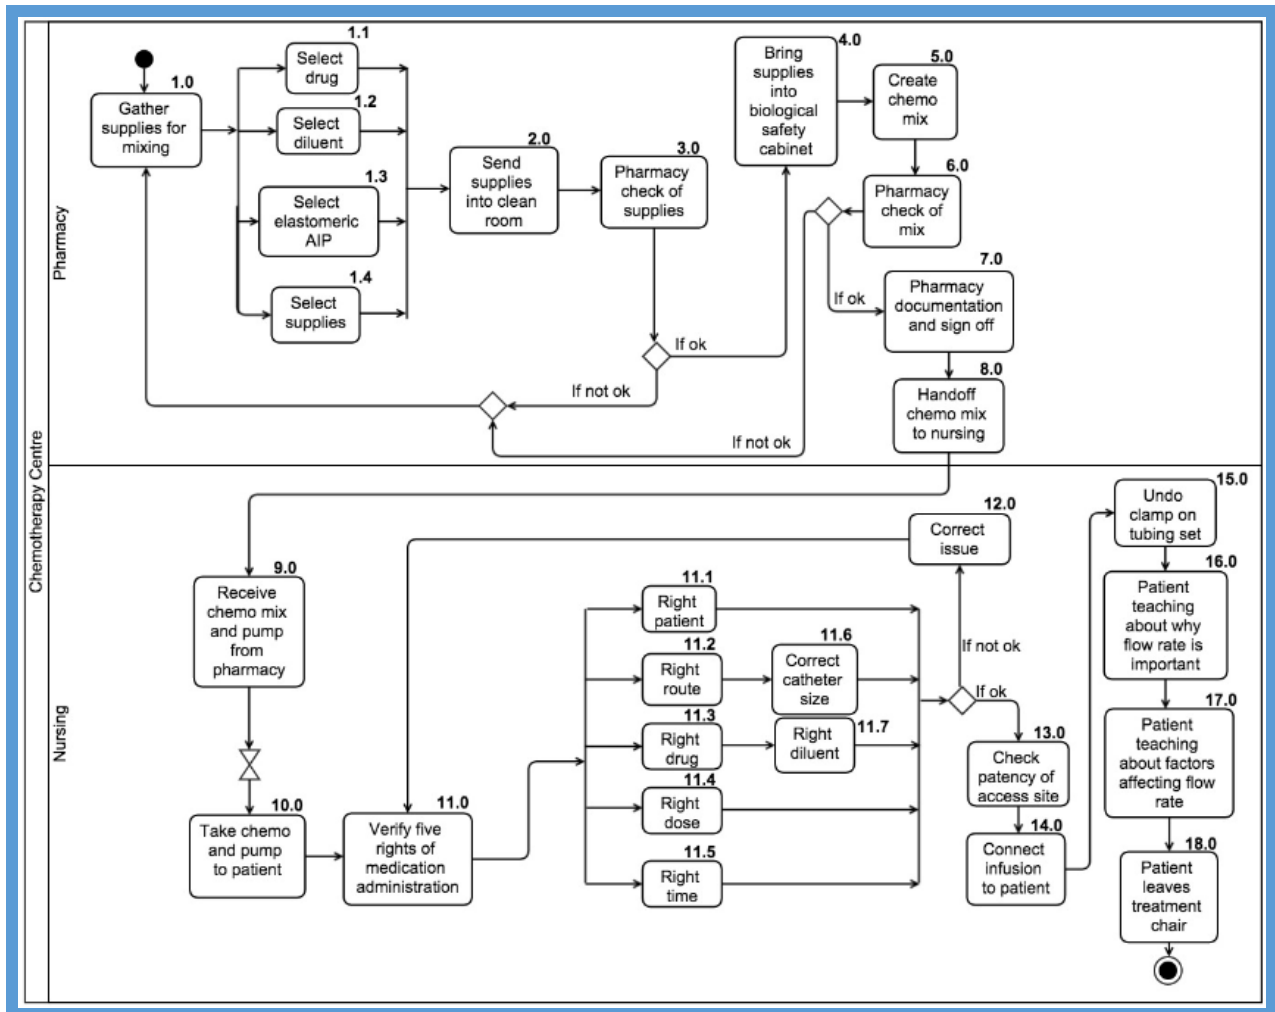 Chemotherapy Centre
Pharmacy
1.0
Gather
supplies for
mixing
1.1
Select
drug
1.2
Select
diluent
1.3
Select
elastomeric
AIP
1.4
Select
supplies
2.0
Send
supplies
into clean
room
3.0
Pharmacy
check of
supplies
If ok
If not ok
4.0
Bring
supplies
into
biological
safety
cabinet
5.0
Create
chemo
mix
6.0
Pharmacy
check of
mix
If ok
If not ok
7.0
Pharmacy
documentation
and sign off
8.0
Handoff
chemo mix
to nursing
Nursing
9.0
Receive
chemo mix
and pump
from
pharmacy
10.0
Take chemo
and pump
to patient
11.0
Verify five
rights of
medication
administration
11.1
Right
patient
11.2
Right
route
11.6
Correct
catheter
size
11.3
Right
drug
11.7
Right
diluent
11.4
Right
dose
11.5
Right
time
12.0
Correct
issue
If not ok
If ok
13.0
Check
patency of
access site
14.0
Connect
infusion
to patient
15.0
Undo
clamp on
tubing set
16.0
Patient
teaching
about why
flow rate is
important
17.0
Patient
teaching
about factors
affecting flow
rate
18.0
Patient
leaves
treatment
chair